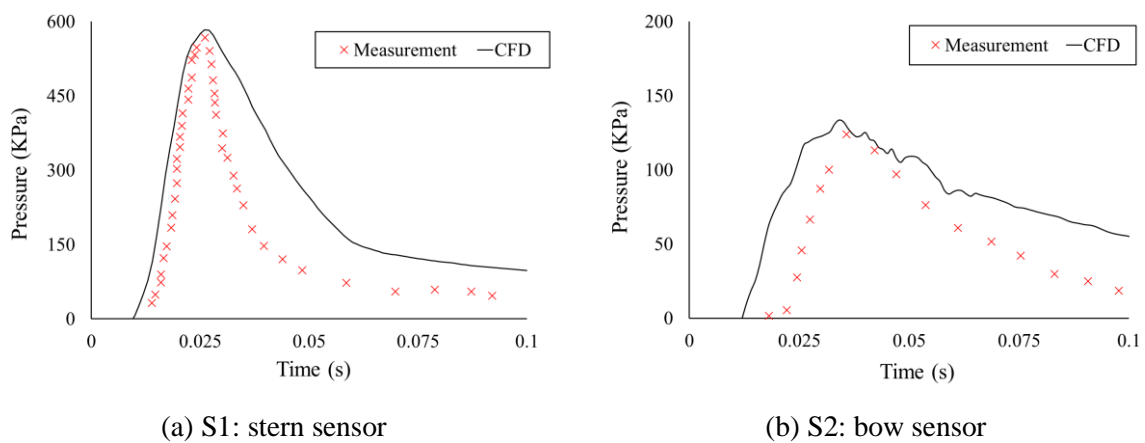 600
450
300
150
0
Pressure (KPa)
Measurement
CFD
0
0.025
0.05
0.075
0.1
Time (s)
(a) S1: stern sensor
200
150
100
50
0
Pressure (KPa)
Measurement
CFD
0
0.025
0.05
0.075
0.1
Time (s)
(b) S2: bow sensor